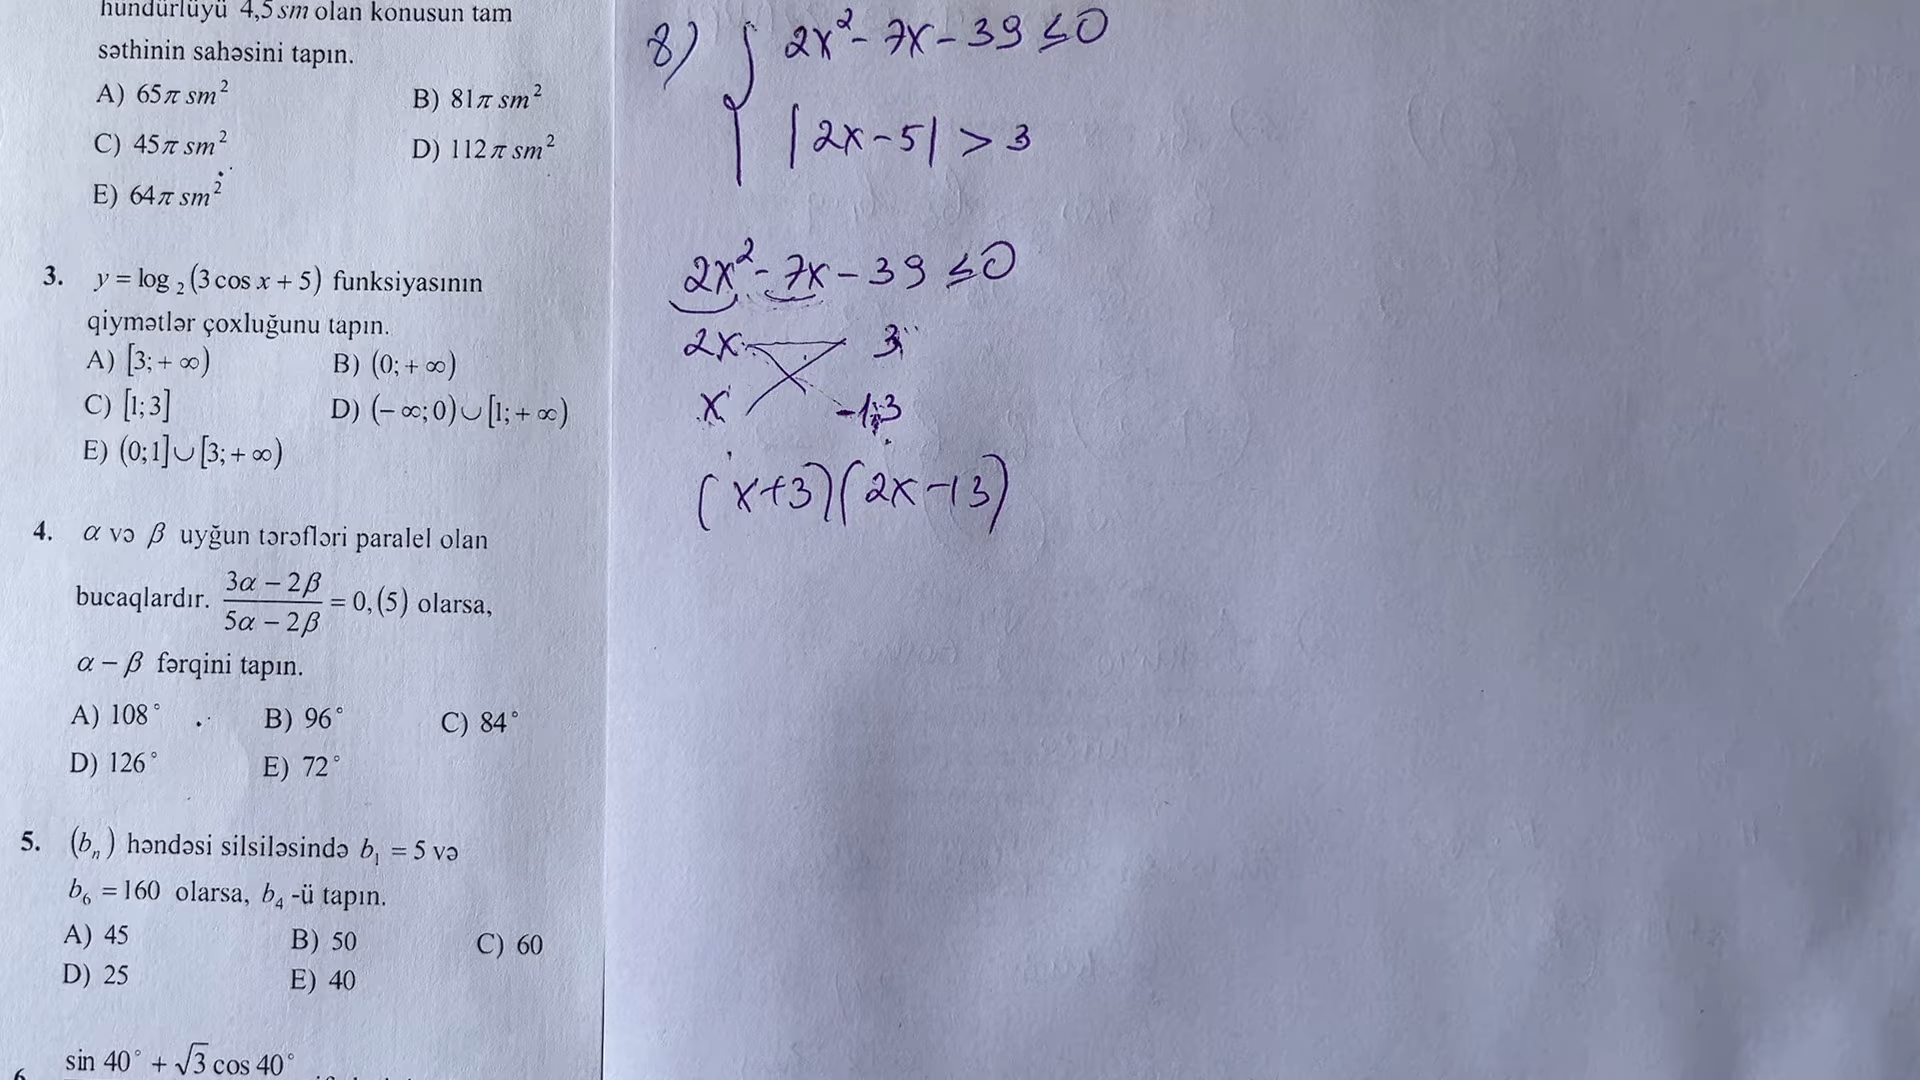 hündürlüyü 4,5 sm olan konusun tam
səthinin sahəsini tapın.
A) 65π sm² B) 81π sm²
C) 45π sm² D) 112π sm²
E) 64π sm²
3. y = log₂(3 cos x + 5) funksiyasının
qiymətlər çoxluğunu tapın.
A) [3; + ∞) B) (0; + ∞)
C) [1; 3] D) (− ∞; 0) ∪ [1; + ∞)
E) (0; 1] ∪ [3; + ∞)
4. α və β uyğun tərəfləri paralel olan
bucaqlardır. (3α − 2β)/(5α − 2β) = 0,(5) olarsa,
α − β fərqini tapın.
A) 108° B) 96° C) 84°
D) 126° E) 72°
5. (bₙ) həndəsi silsiləsində b₁ = 5 və
b₆ = 160 olarsa, b₄ -ü tapın.
A) 45 B) 50 C) 60
D) 25 E) 40
6. sin 40° + √3 cos 40°
8) { 2x² - 7x - 39 ≤ 0
|2x - 5| > 3
2x² - 7x - 39 ≤ 0
2x 3
x -13
(x+3)(2x-13)